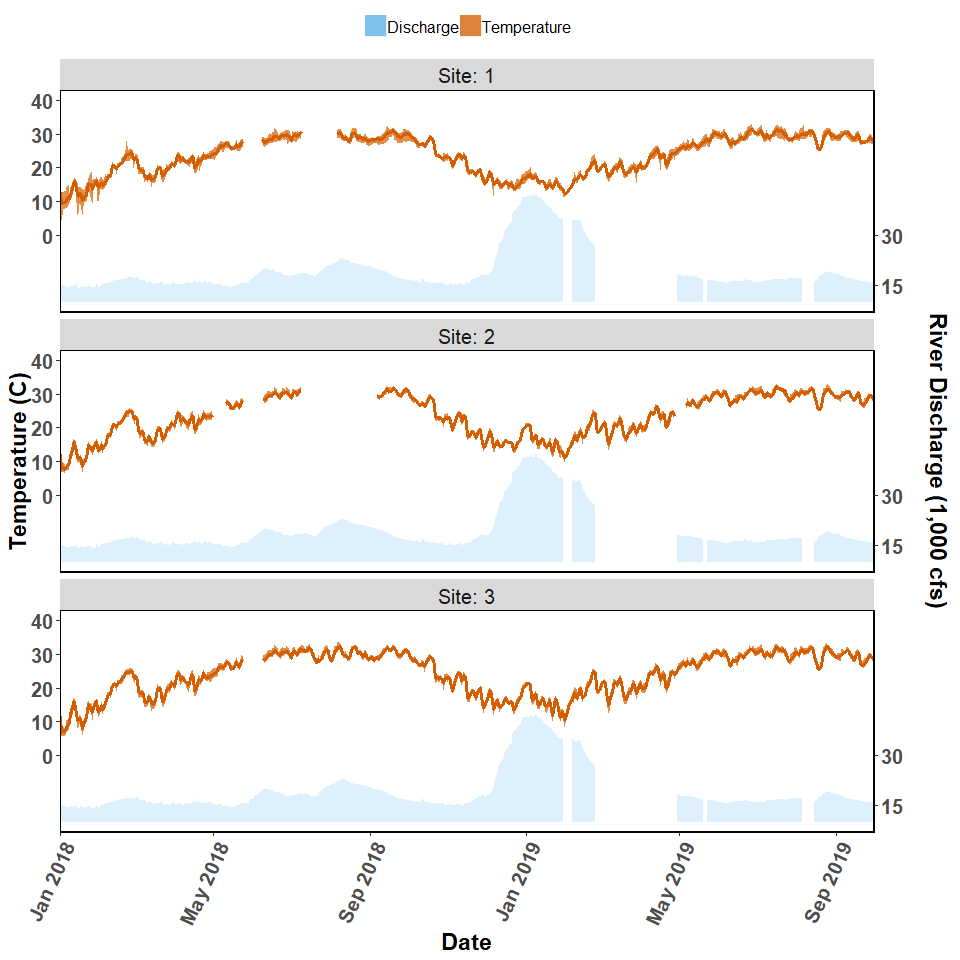 Discharge Temperature
Site: 1
40
30
20
10
0
30
15
Site: 2
40
30
20
10
0
30
15
Site: 3
40
30
20
10
0
30
15
Temperature (C)
River Discharge (1,000 cfs)
Jan 2018
May 2018
Sep 2018
Jan 2019
May 2019
Sep 2019
Date